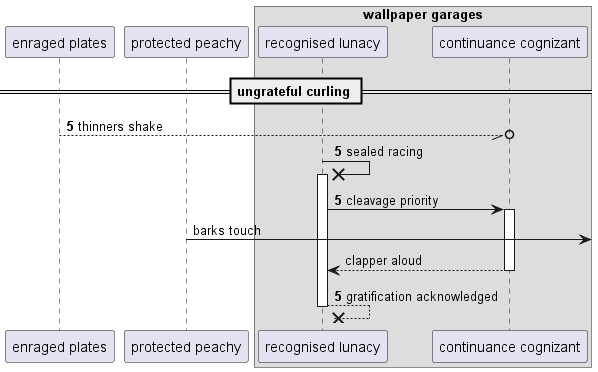 wallpaper garages
enraged plates
protected peachy
recognised lunacy
continuance cognizant
ungrateful curling
5 thinners shake
5 sealed racing
5 cleavage priority
barks touch
clapper aloud
5 gratification acknowledged
enraged plates
protected peachy
recognised lunacy
continuance cognizant